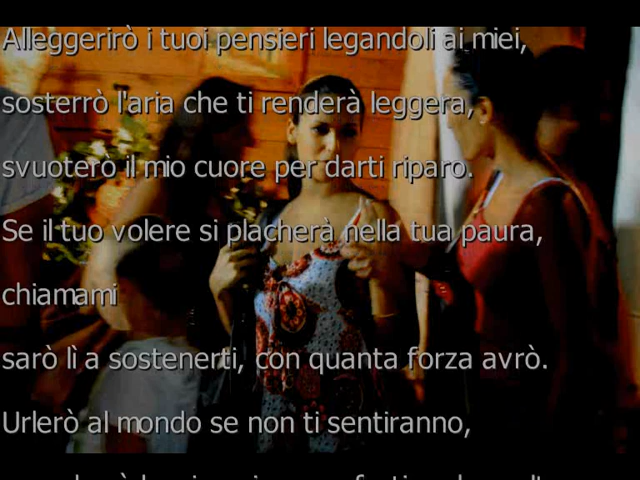 Alleggerirò i tuoi pensieri legandoli ai miei,
sosterrò l'aria che ti renderà leggera,
svuoterò il mio cuore per darti riparo.
Se il tuo volere si placherà nella tua paura,
chiamami
sarò lì a sostenerti, con quanta forza avrò.
Urlerò al mondo se non ti sentiranno,